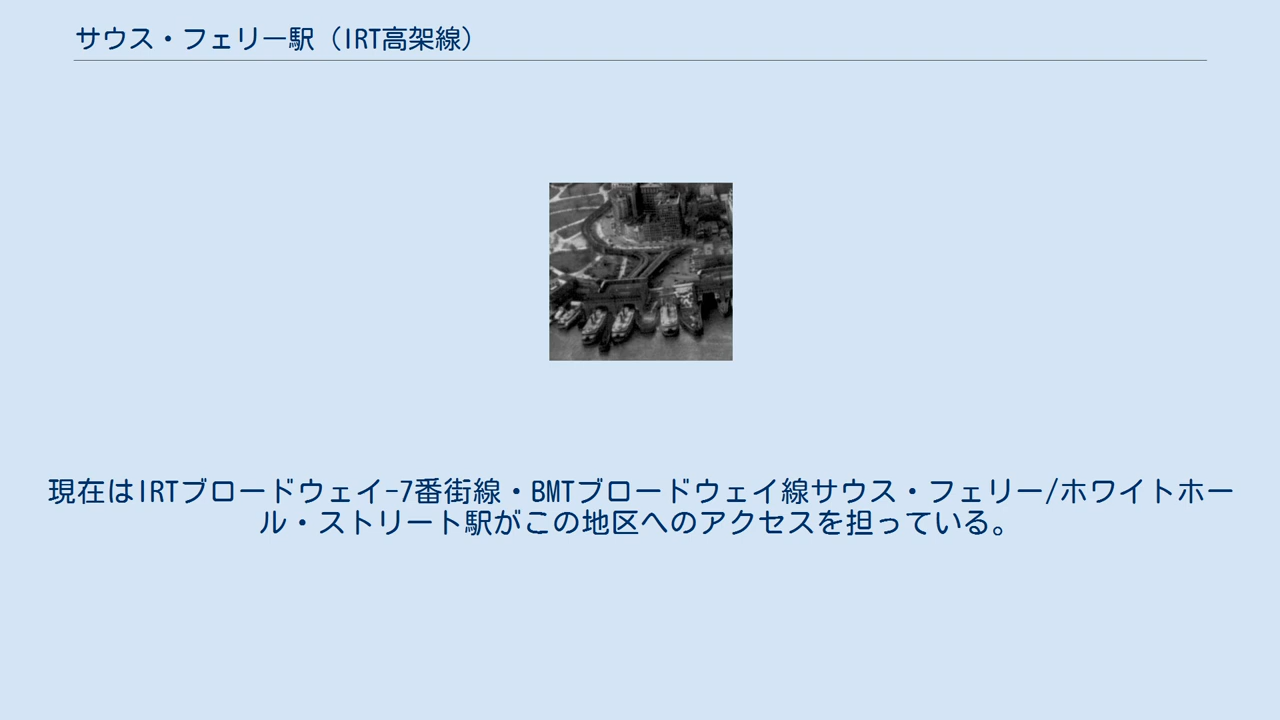 サウス・フェリー駅（IRT高架線）
現在はIRTブロードウェイ-7番街線・BMTブロードウェイ線サウス・フェリー/ホワイトホー
ル・ストリート駅がこの地区へのアクセスを担っている。